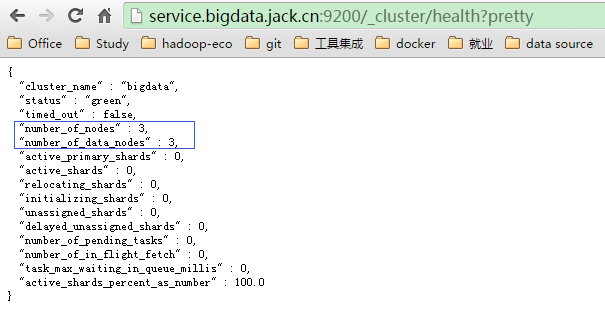 service.bigdata.jack.cn:9200/_cluster/health?pretty
Office Study hadoop-eco git 工具集成 docker 就业 data source
{
"cluster_name" : "bigdata",
"status" : "green",
"timed_out" : false,
"number_of_nodes" : 3,
"number_of_data_nodes" : 3,
"active_primary_shards" : 0,
"active_shards" : 0,
"relocating_shards" : 0,
"initializing_shards" : 0,
"unassigned_shards" : 0,
"delayed_unassigned_shards" : 0,
"number_of_pending_tasks" : 0,
"number_of_in_flight_fetch" : 0,
"task_max_waiting_in_queue_millis" : 0,
"active_shards_percent_as_number" : 100.0
}